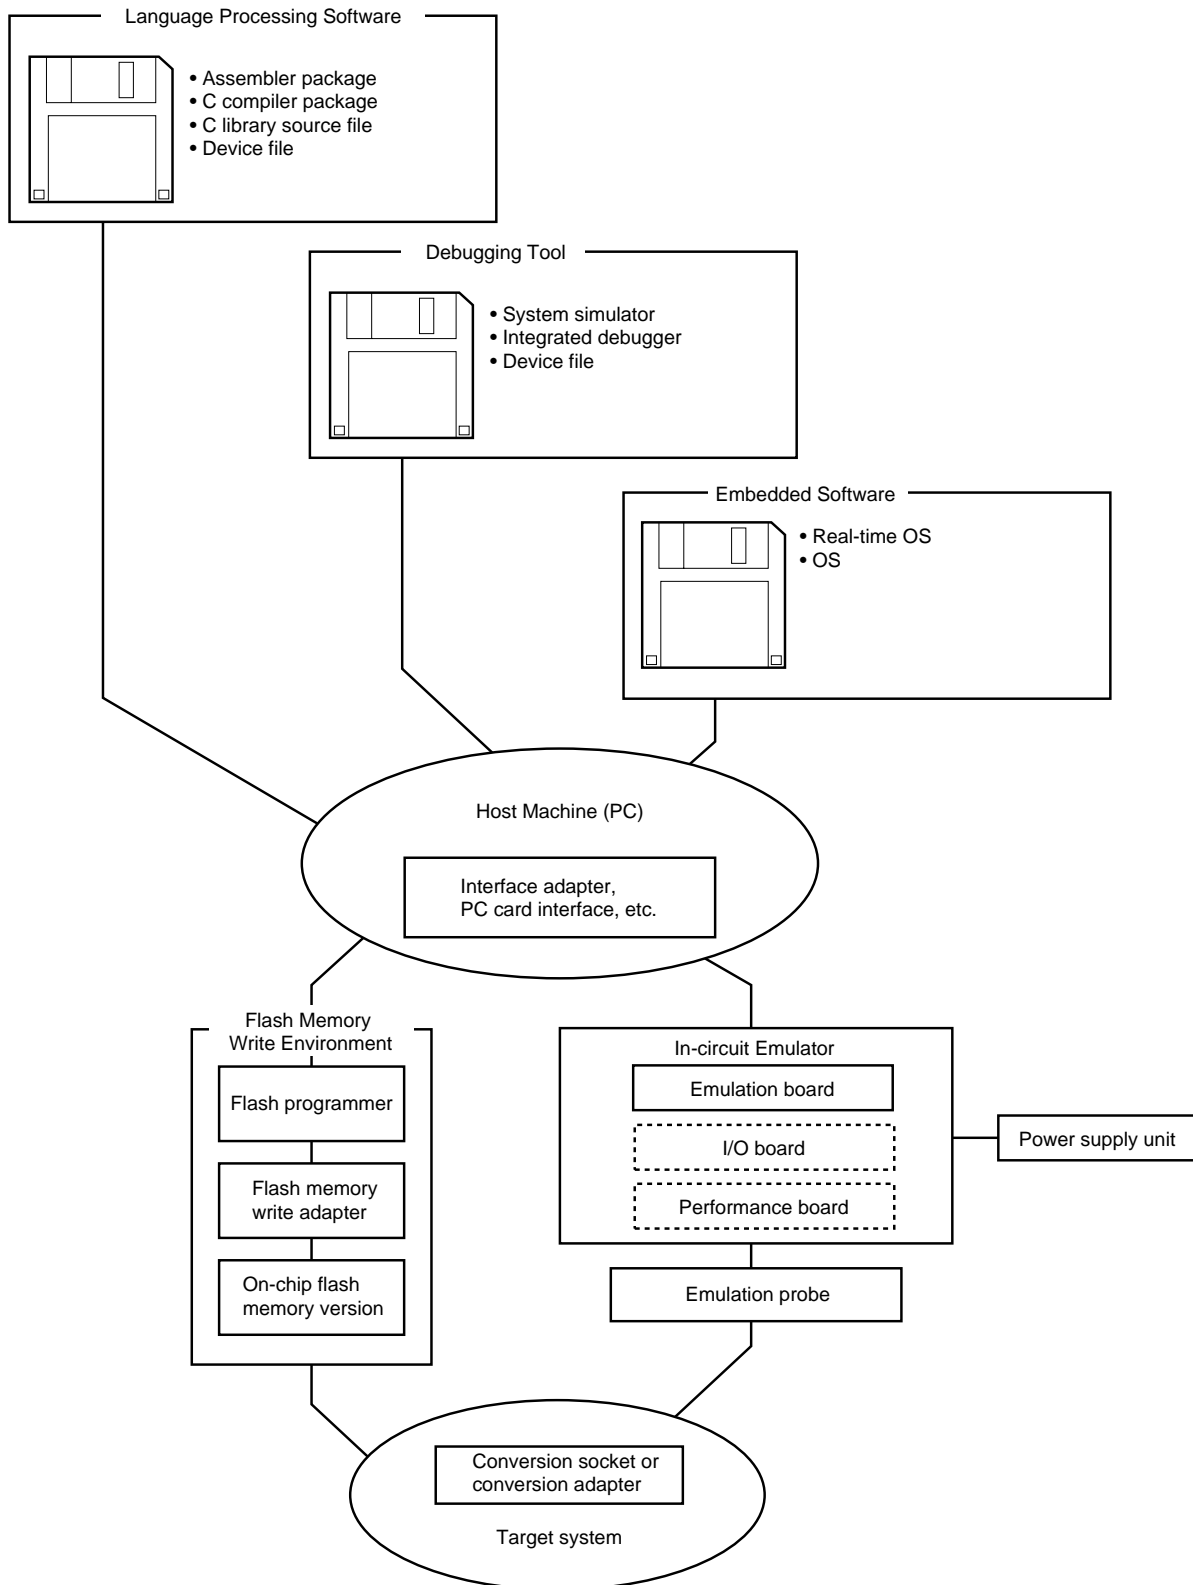 Language Processing Software
• Assembler package
• C compiler package
• C library source file
• Device file
Debugging Tool
• System simulator
• Integrated debugger
• Device file
Embedded Software
• Real-time OS
• OS
Host Machine (PC)
Interface adapter,
PC card interface, etc.
Flash Memory
Write Environment
Flash programmer
Flash memory
write adapter
On-chip flash
memory version
In-circuit Emulator
Emulation board
I/O board
Performance board
Power supply unit
Emulation probe
Conversion socket or
conversion adapter
Target system